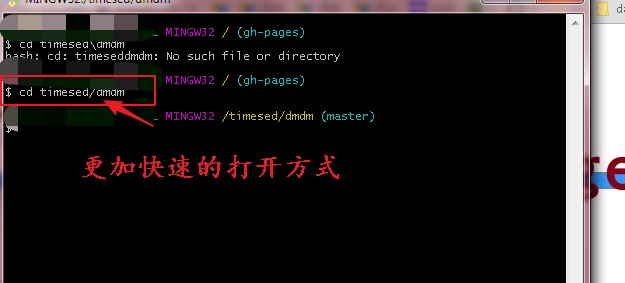 MINGW32:/timesed/dmdm
MINGW32 / (gh-pages)
$ cd timesed\dmdm
bash: cd: timeseddmdm: No such file or directory
MINGW32 / (gh-pages)
$ cd timesed/dmdm
MINGW32 /timesed/dmdm (master)
$
更加快速的打开方式
ge